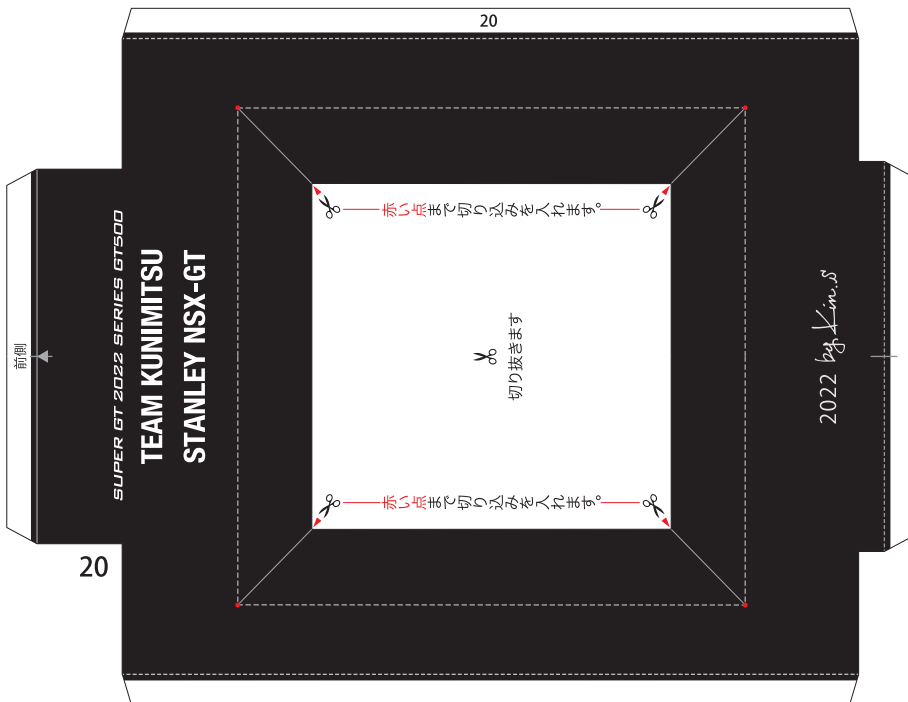 20
赤い点まで切り込みを入れます。
前側
SUPER GT 2022 SERIES GT500
TEAM KUNIMITSU
STANLEY NSX-GT
切り抜きます
2022 by Kin.S
赤い点まで切り込みを入れます。
20